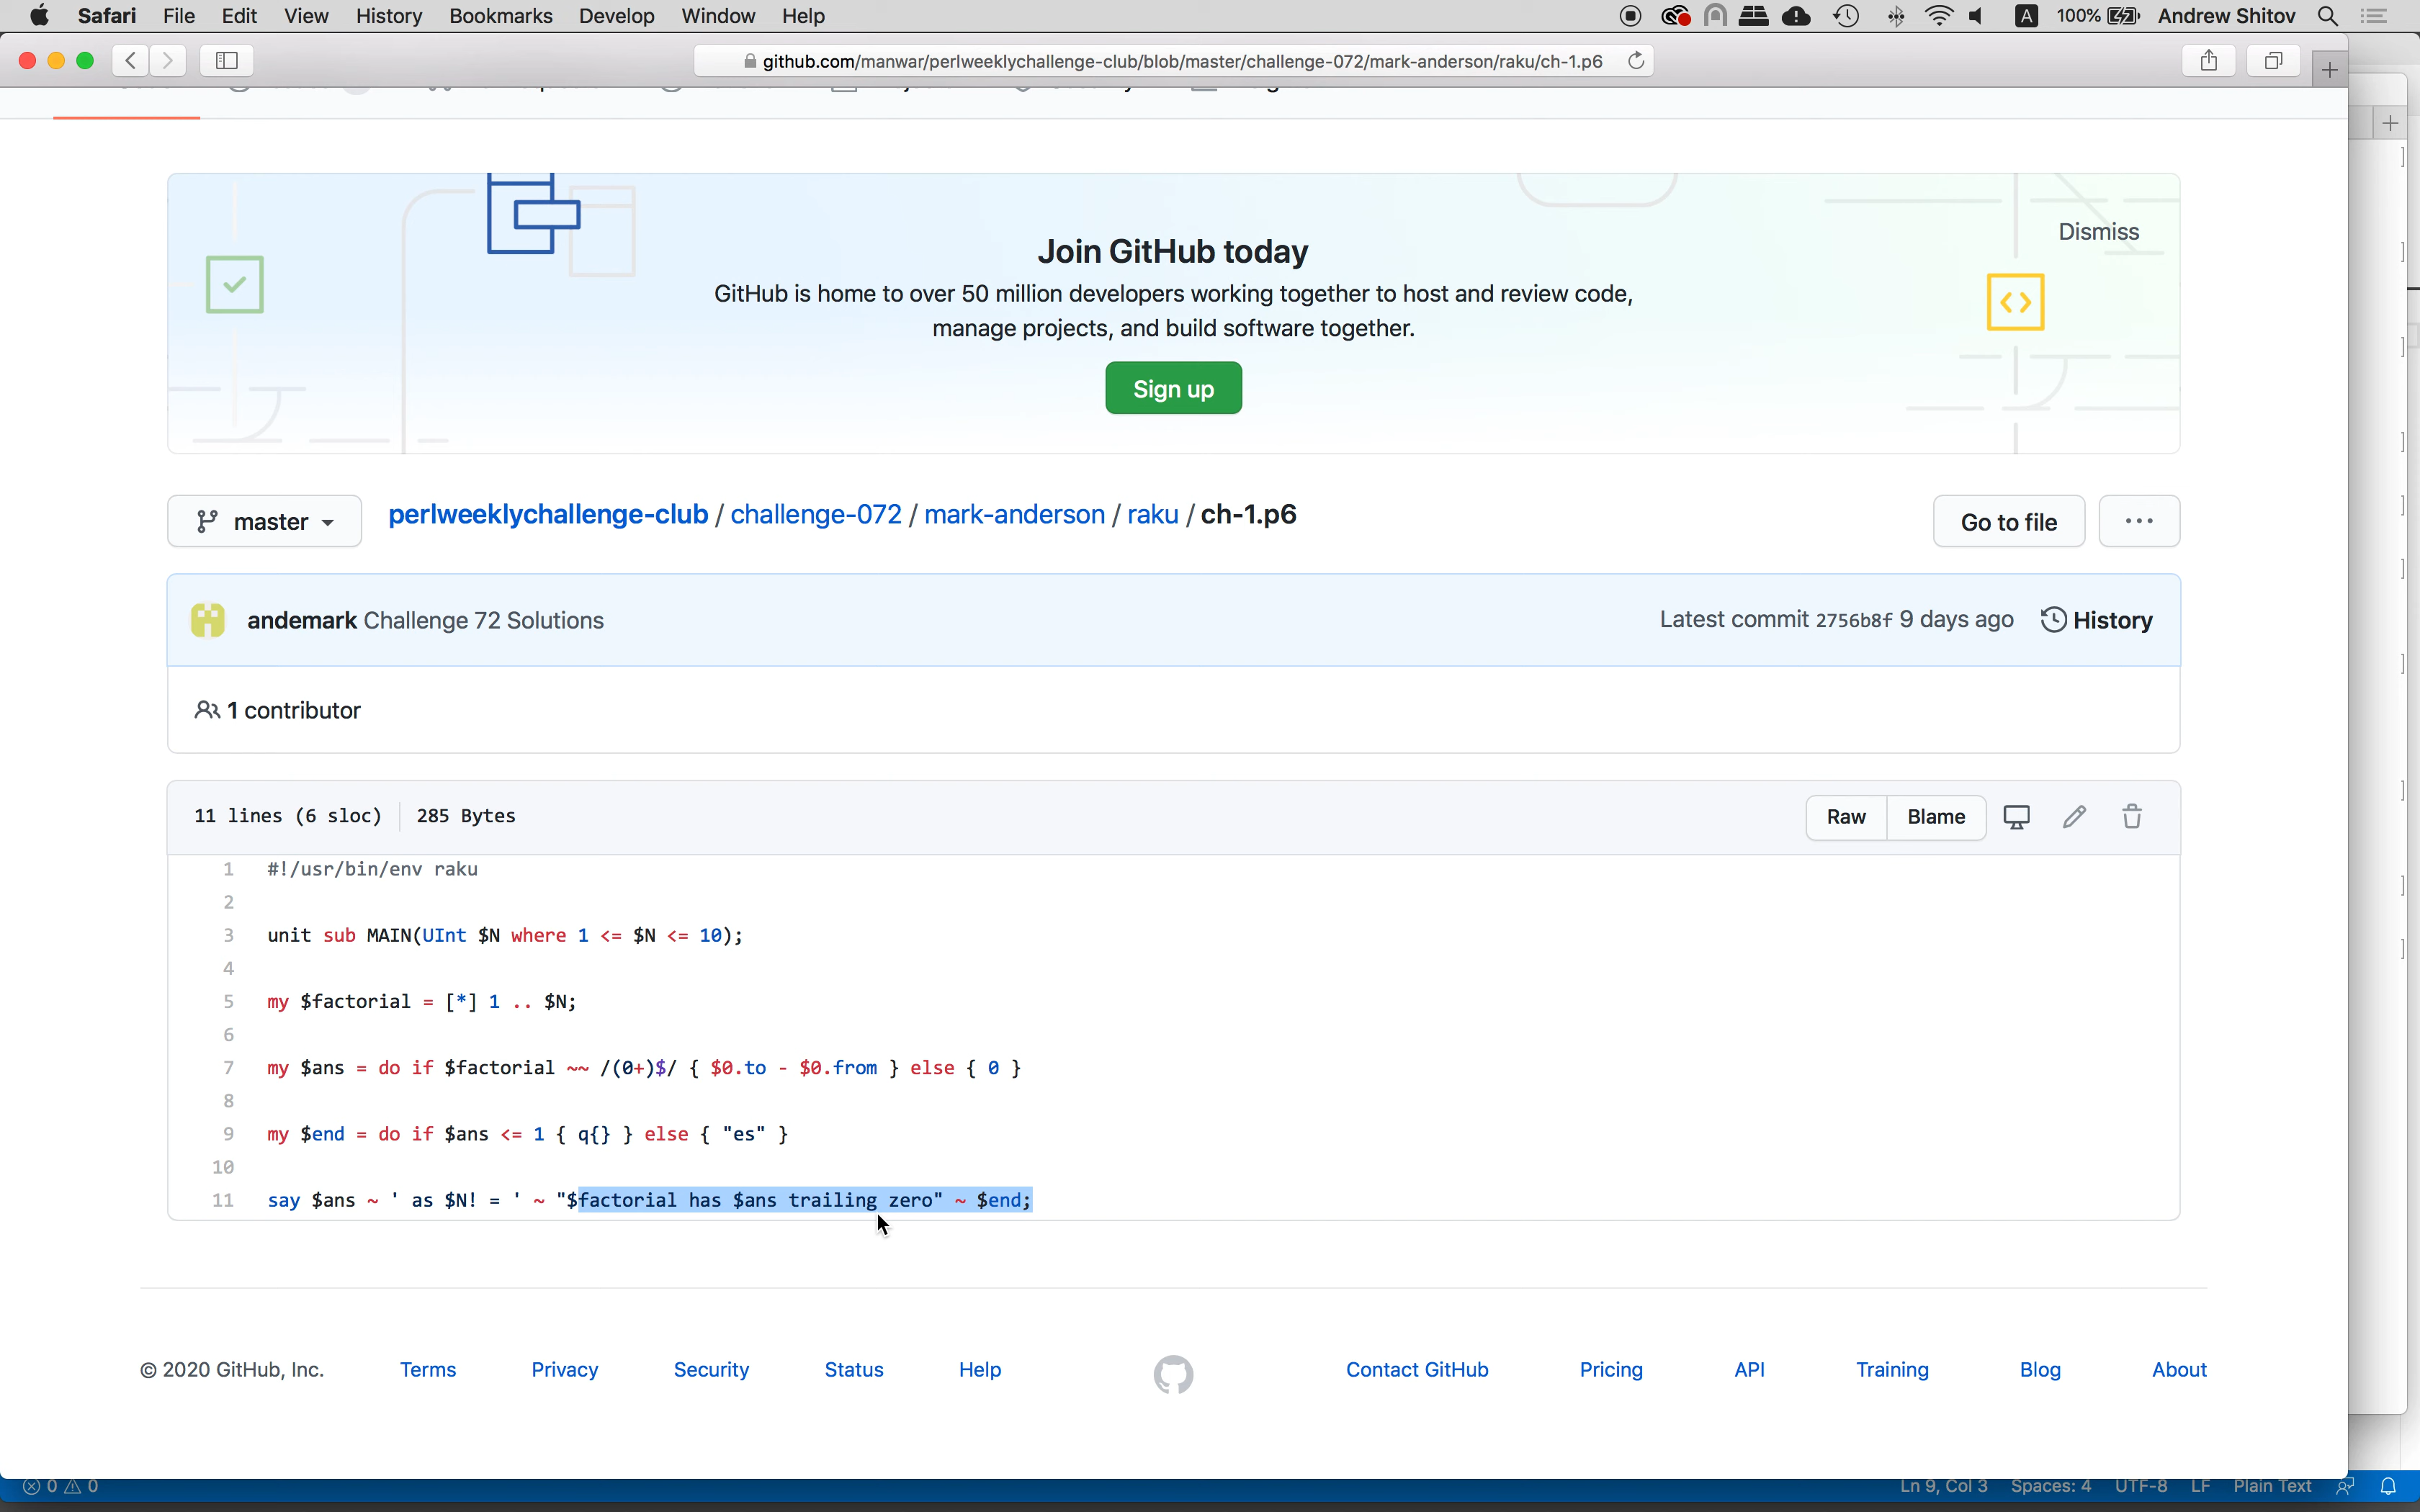 Safari File Edit View History Bookmarks Develop Window Help A 100% Andrew Shitov
github.com/manwar/perlweeklychallenge-club/blob/master/challenge-072/mark-anderson/raku/ch-1.p6
Dismiss
Join GitHub today
GitHub is home to over 50 million developers working together to host and review code,
manage projects, and build software together.
Sign up
master perlweeklychallenge-club / challenge-072 / mark-anderson / raku / ch-1.p6 Go to file ...
andemark Challenge 72 Solutions Latest commit 2756b8f 9 days ago History
1 contributor
11 lines (6 sloc) 285 Bytes Raw Blame
1 #!/usr/bin/env raku
2
3 unit sub MAIN(UInt $N where 1 <= $N <= 10);
4
5 my $factorial = [*] 1 .. $N;
6
7 my $ans = do if $factorial ~~ /(0+)$/ { $0.to - $0.from } else { 0 }
8
9 my $end = do if $ans <= 1 { q{} } else { "es" }
10
11 say $ans ~ ' as $N! = ' ~ "$factorial has $ans trailing zero" ~ $end;
© 2020 GitHub, Inc. Terms Privacy Security Status Help Contact GitHub Pricing API Training Blog About
0 0 Ln 9, Col 3 Spaces: 4 UTF-8 LF Plain Text